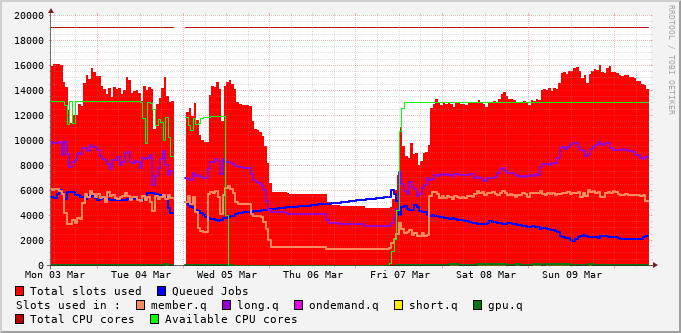 20000
18000
16000
14000
12000
10000
8000
6000
4000
2000
0
Mon 03 Mar Tue 04 Mar Wed 05 Mar Thu 06 Mar Fri 07 Mar Sat 08 Mar Sun 09 Mar
Total slots used Queued Jobs
Slots used in : member.q long.q ondemand.q short.q gpu.q
Total CPU cores Available CPU cores
RRDTOOL / TOBI OETIKER